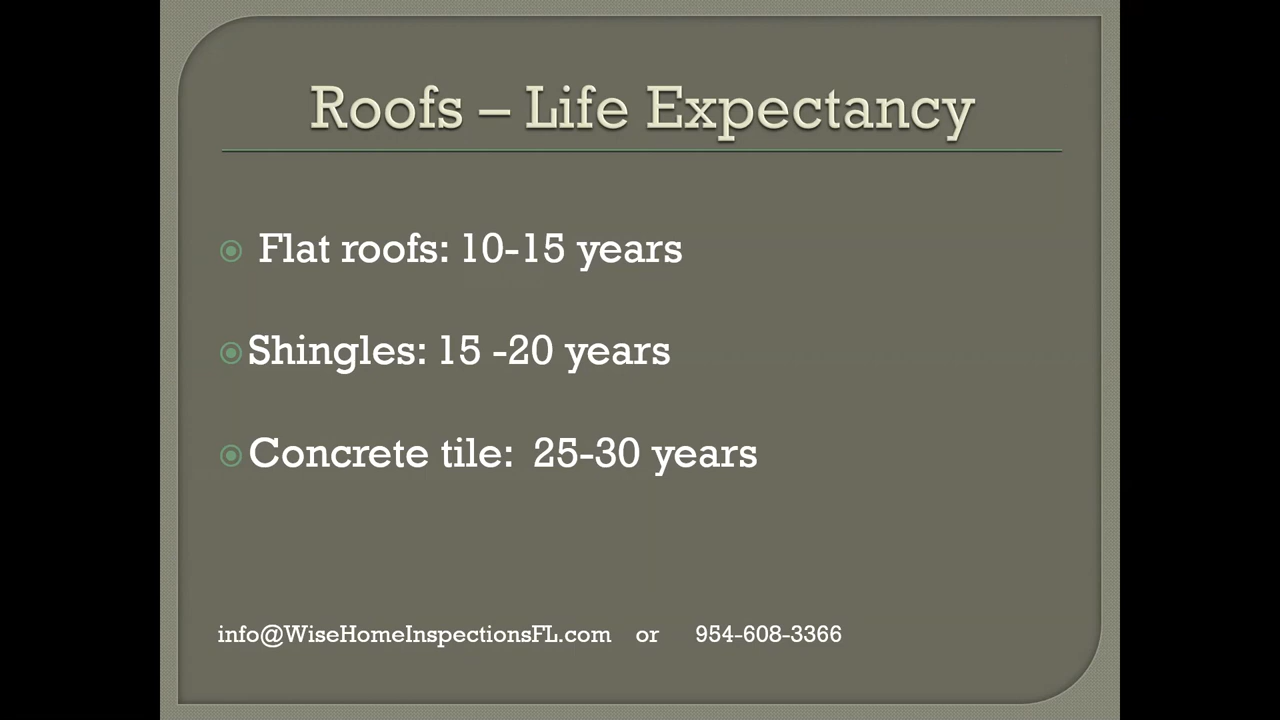 Roofs – Life Expectancy
Flat roofs: 10-15 years
Shingles: 15 -20 years
Concrete tile:  25-30 years
info@WiseHomeInspectionsFL.com or 954-608-3366